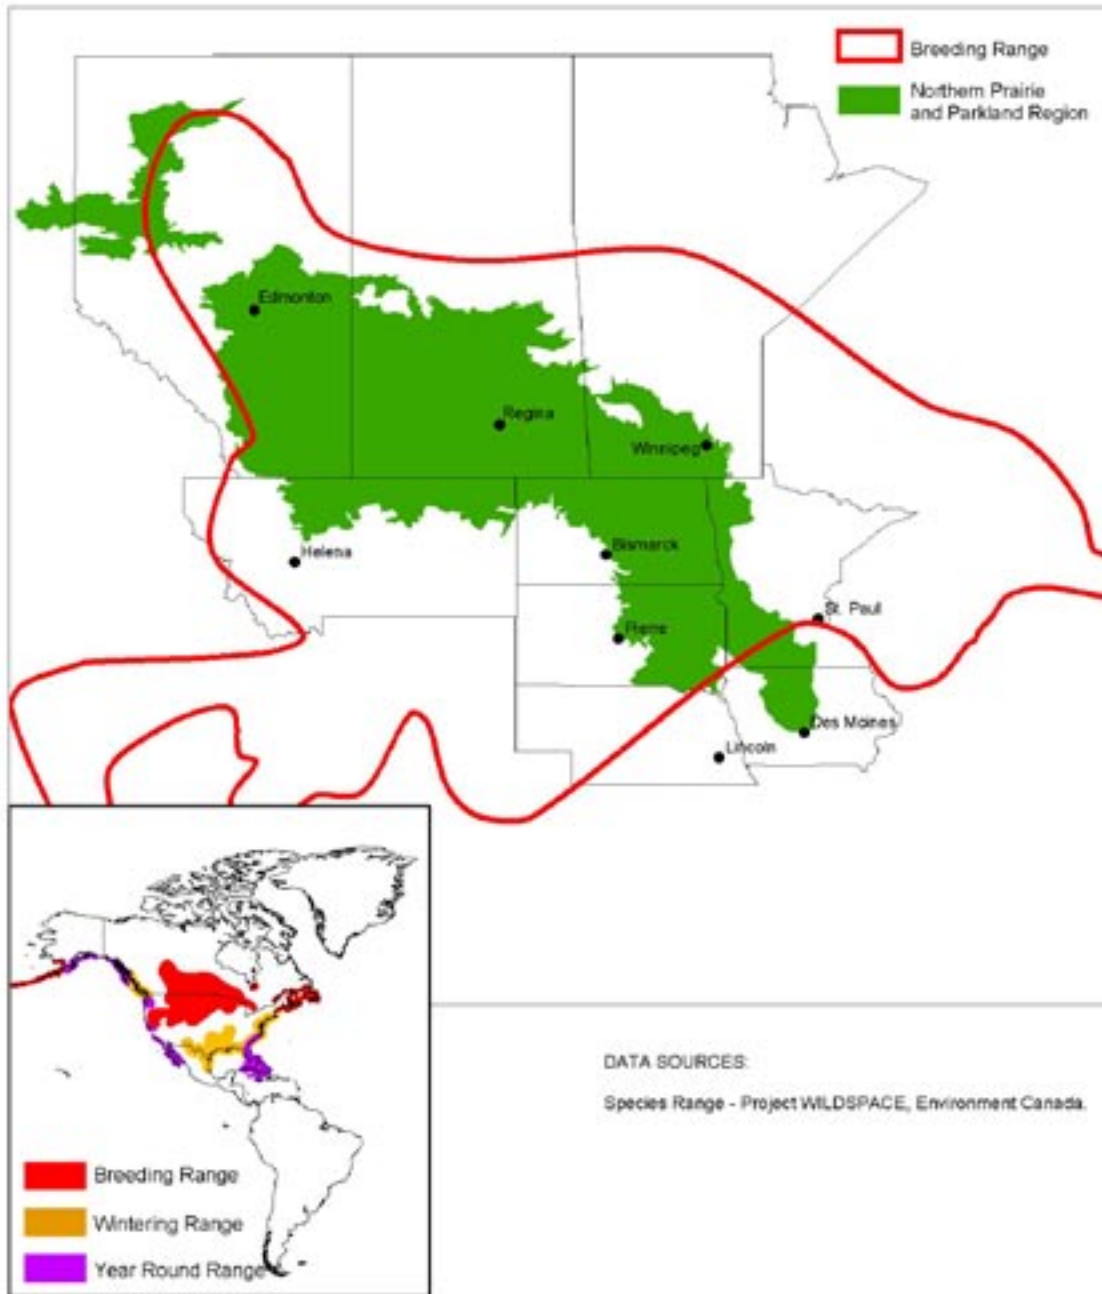 Breeding Range
Northern Prairie
and Parkland Region
Edmonton
Regina
Winnipeg
Helena
Bismarck
St. Paul
Pierre
Des Moines
Lincoln
DATA SOURCES:
Species Range - Project WILDSPACE, Environment Canada.
Breeding Range
Wintering Range
Year Round Range